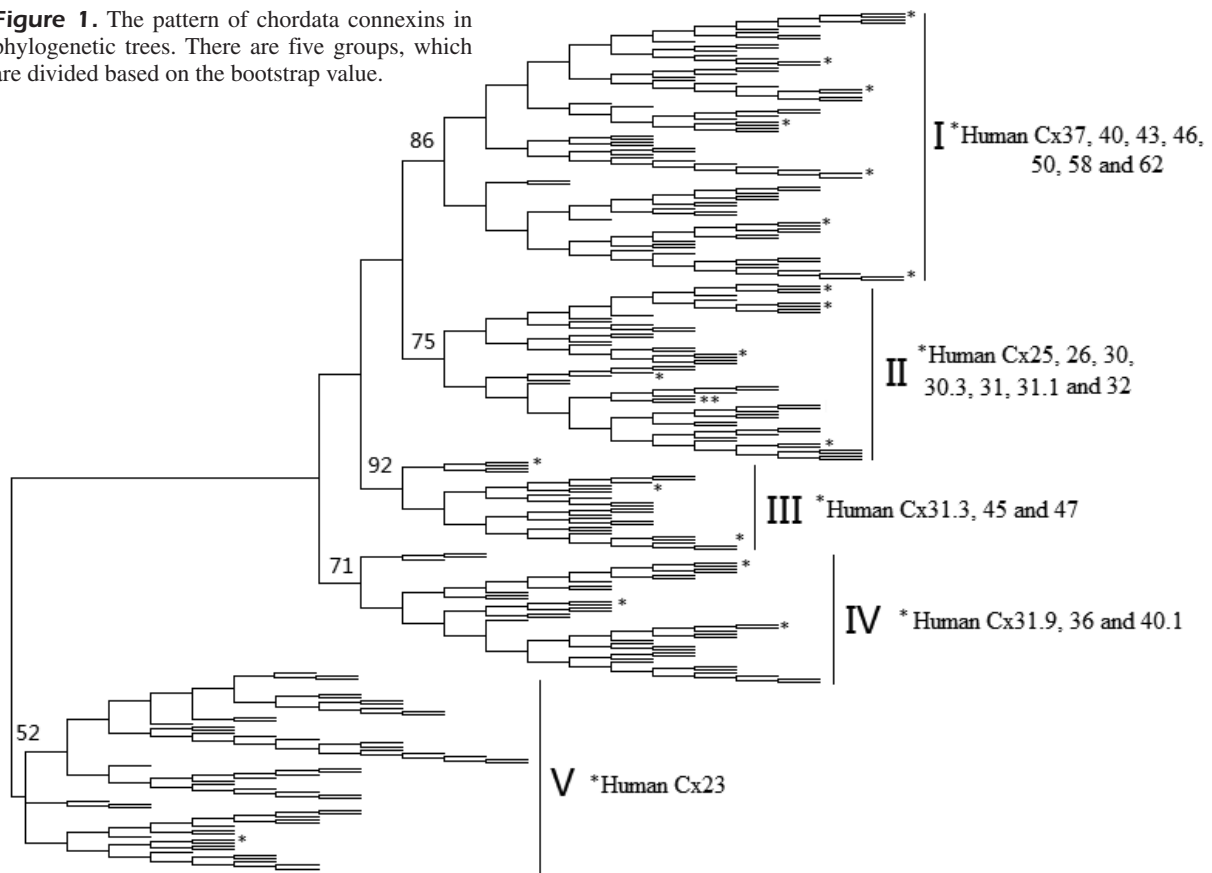 Figure 1. The pattern of chordata connexins in
phylogenetic trees. There are five groups, which
are divided based on the bootstrap value.
86
75
92
71
52
*
*
*
*
*
*
*
I *Human Cx37, 40, 43, 46,
50, 58 and 62
*
*
*
*
**
*
II *Human Cx25, 26, 30,
30.3, 31, 31.1 and 32
*
*
*
III *Human Cx31.3, 45 and 47
*
*
*
IV *Human Cx31.9, 36 and 40.1
*
V *Human Cx23